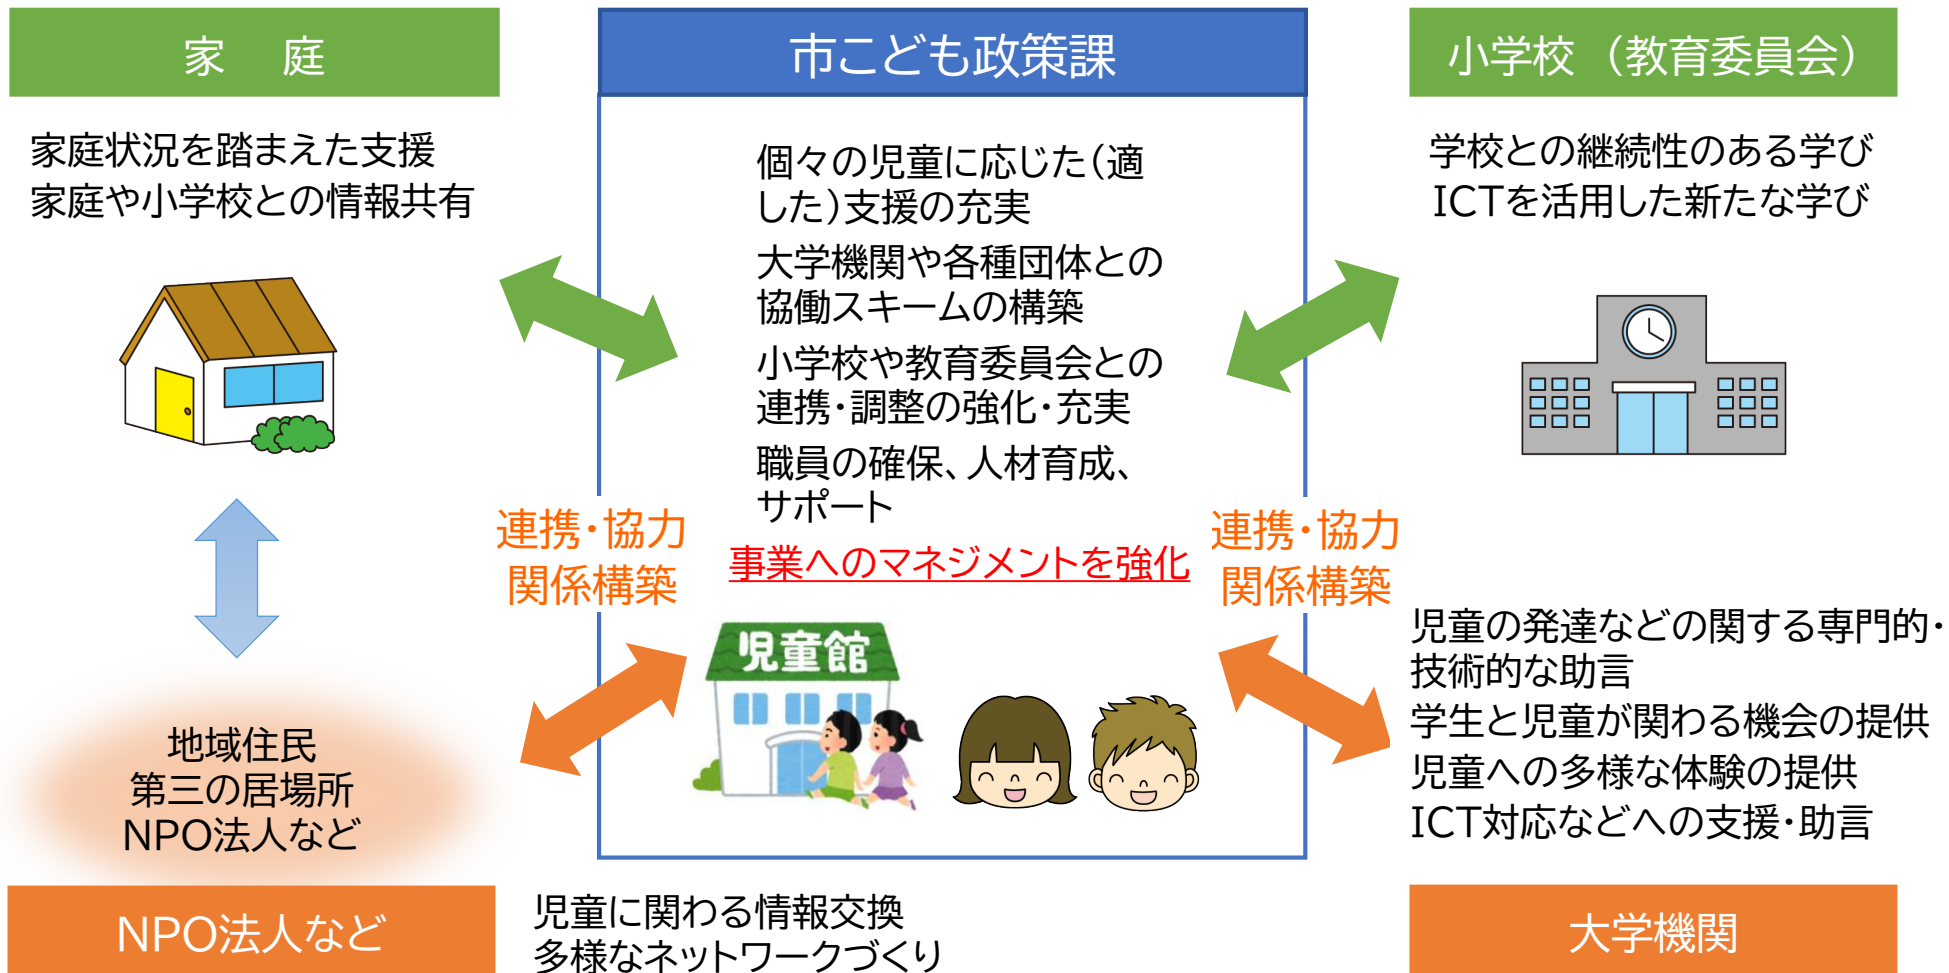 家 庭
家庭状況を踏まえた支援
家庭や小学校との情報共有
市こども政策課
個々の児童に応じた(適
した)支援の充実
大学機関や各種団体との
協働スキームの構築
小学校や教育委員会との
連携・調整の強化・充実
職員の確保、人材育成、
サポート
事業へのマネジメントを強化
児童館
小学校（教育委員会）
学校との継続性のある学び
ICTを活用した新たな学び
連携・協力
関係構築
連携・協力
関係構築
地域住民
第三の居場所
NPO法人など
NPO法人など
児童に関わる情報交換
多様なネットワークづくり
児童の発達などの関する専門的・
技術的な助言
学生と児童が関わる機会の提供
児童への多様な体験の提供
ICT対応などへの支援・助言
大学機関